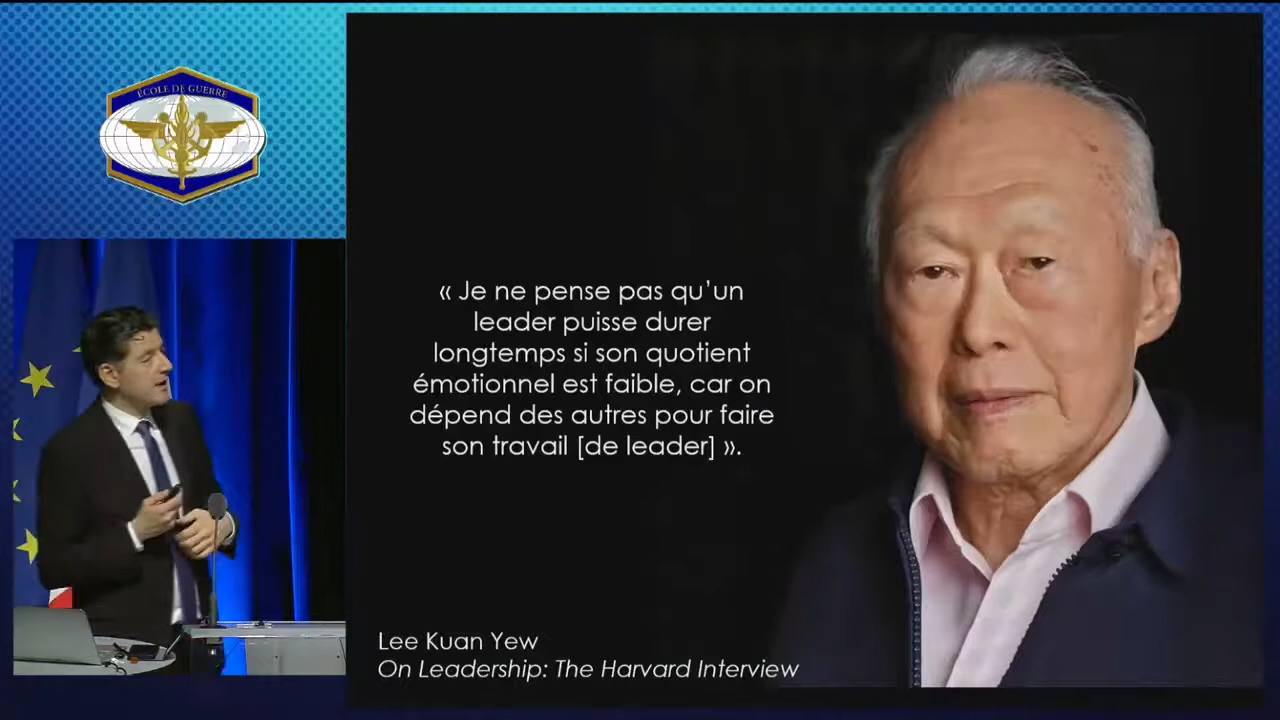 ECOLE DE GUERRE
« Je ne pense pas qu’un
leader puisse durer
longtemps si son quotient
émotionnel est faible, car on
dépend des autres pour faire
son travail [de leader] ».
Lee Kuan Yew
On Leadership: The Harvard Interview